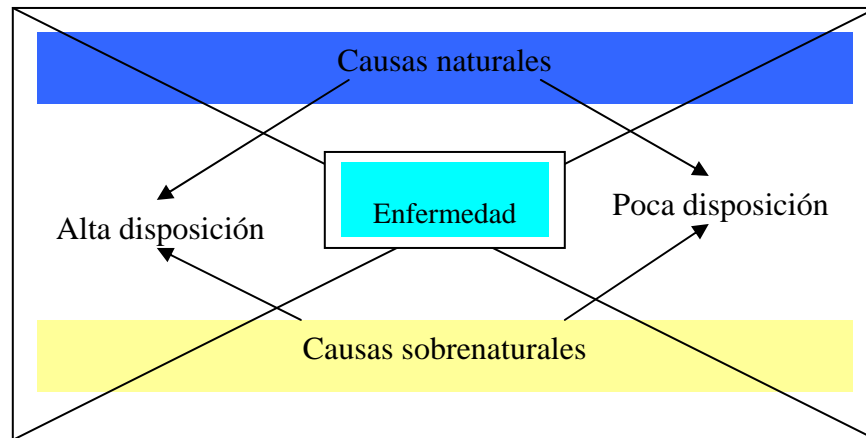 Causas naturales
Alta disposición
Enfermedad
Poca disposición
Causas sobrenaturales